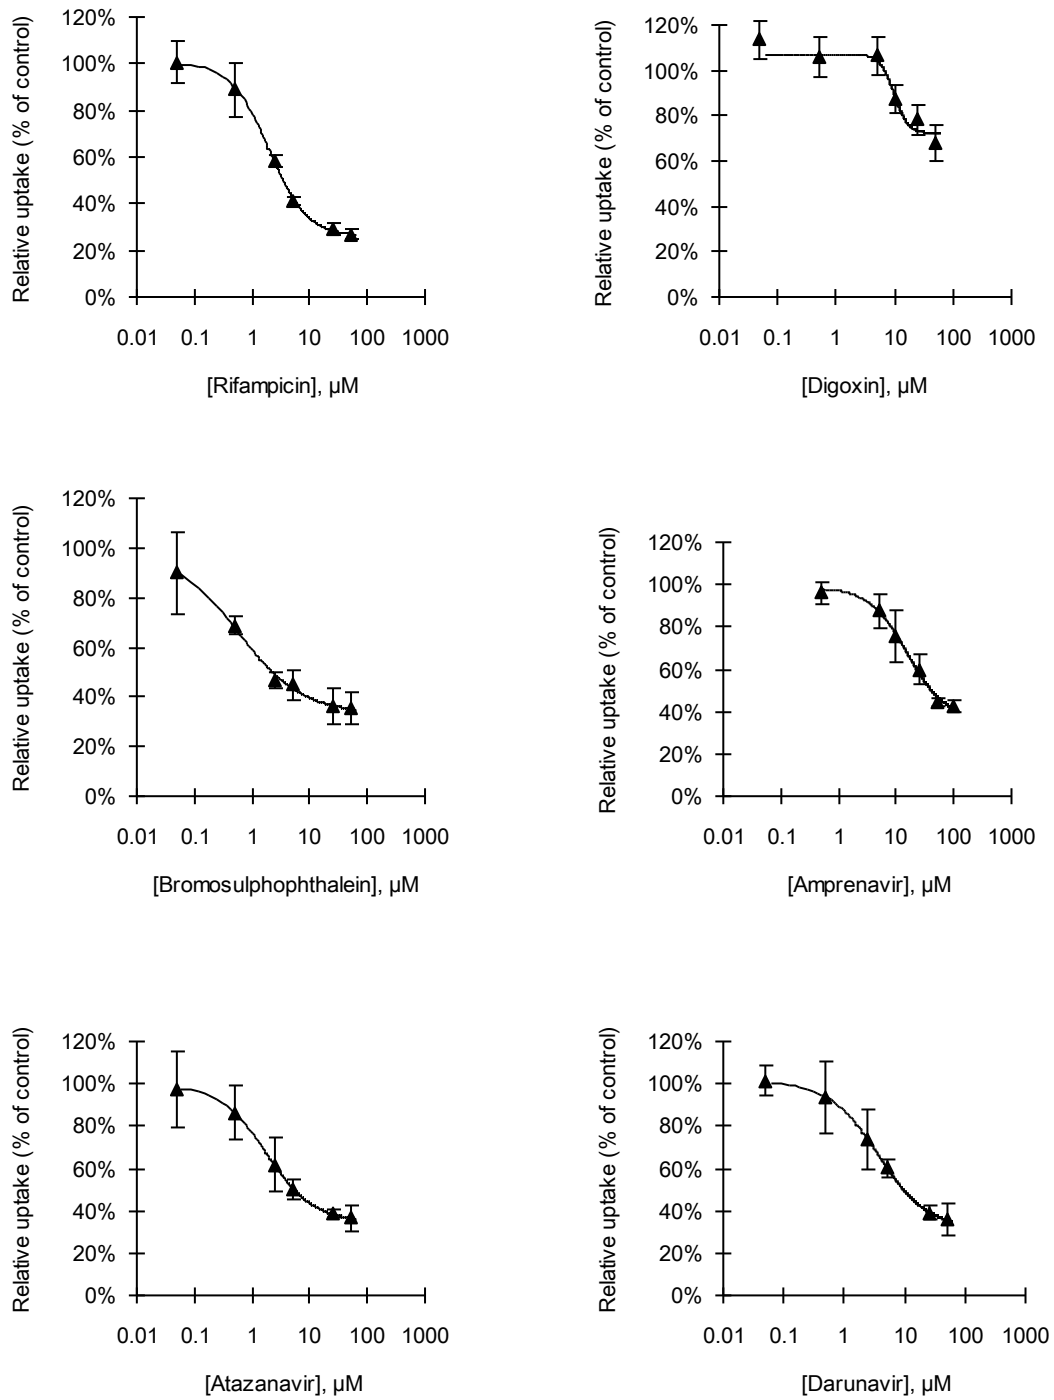 Relative uptake (% of control)
120%
100%
80%
60%
40%
20%
0%
0.01 0.1 1 10 100 1000
[Rifampicin], µM
Relative uptake (% of control)
120%
100%
80%
60%
40%
20%
0%
0.01 0.1 1 10 100 1000
[Digoxin], µM
Relative uptake (% of control)
120%
100%
80%
60%
40%
20%
0%
0.01 0.1 1 10 100 1000
[Bromosulphophthalein], µM
Relative uptake (% of control)
120%
100%
80%
60%
40%
20%
0%
0.01 0.1 1 10 100 1000
[Amprenavir], µM
Relative uptake (% of control)
120%
100%
80%
60%
40%
20%
0%
0.01 0.1 1 10 100 1000
[Atazanavir], µM
Relative uptake (% of control)
120%
100%
80%
60%
40%
20%
0%
0.01 0.1 1 10 100 1000
[Darunavir], µM